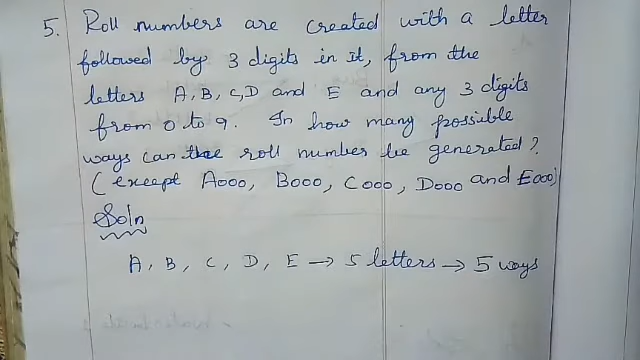 5. Roll numbers are created with a letter
followed by 3 digits in it, from the
letters A, B, C, D and E and any 3 digits
from 0 to 9. In how many possible
ways can the roll number be generated?
(except A000, B000, C000, D000 and E000)
Soln
A, B, C, D, E → 5 letters → 5 ways